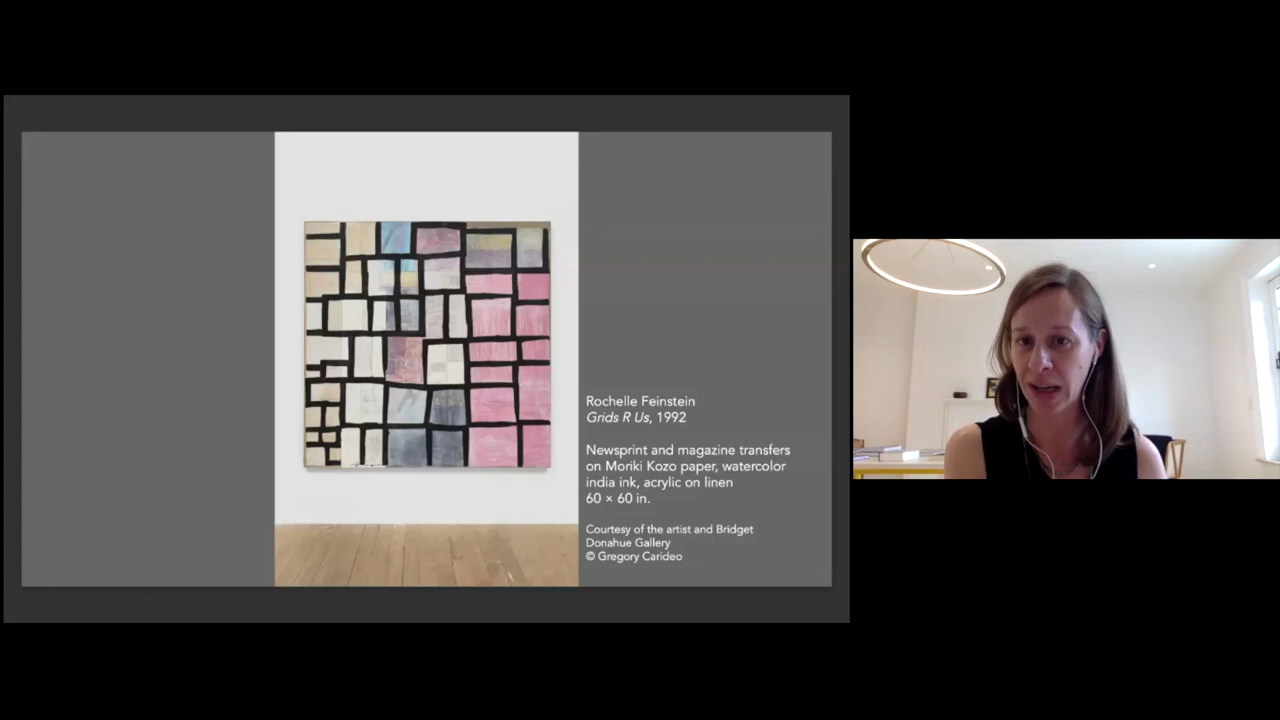 Rochelle Feinstein
Grids R Us, 1992
Newsprint and magazine transfers
on Moriki Kozo paper, watercolor
india ink, acrylic on linen
60 × 60 in.
Courtesy of the artist and Bridget
Donahue Gallery
© Gregory Carideo